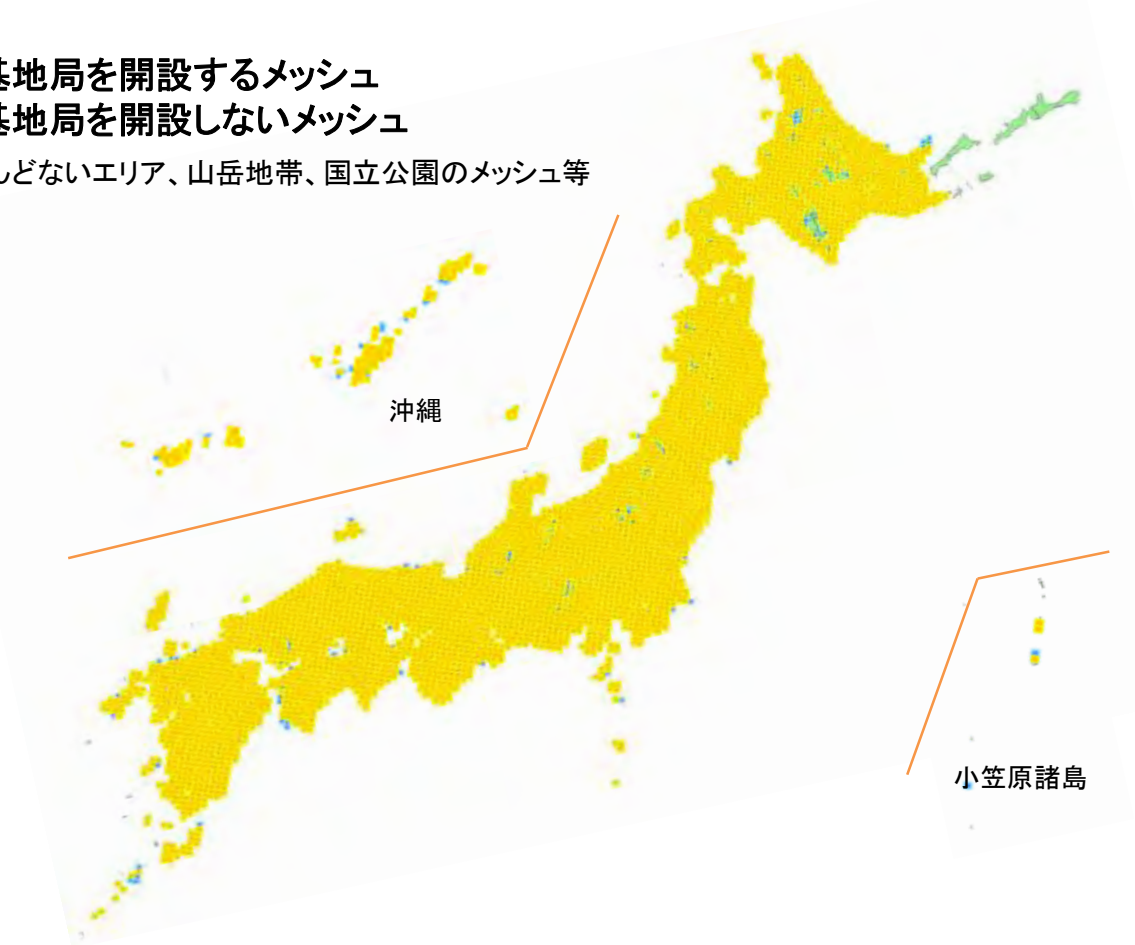 基地局を開設するメッシュ
基地局を開設しないメッシュ
んどないエリア、山岳地帯、国立公園のメッシュ等
沖縄
小笠原諸島